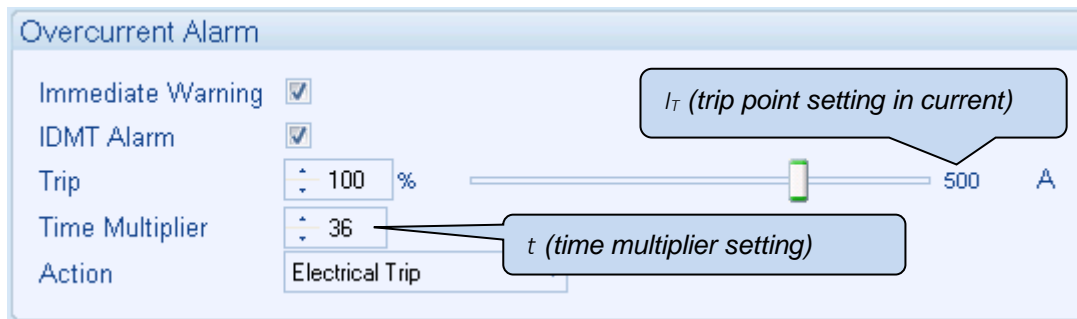 Overcurrent Alarm
Immediate Warning
IT (trip point setting in current)
IDMT Alarm
Trip 100 % 500 A
Time Multiplier 36
t (time multiplier setting)
Action Electrical Trip